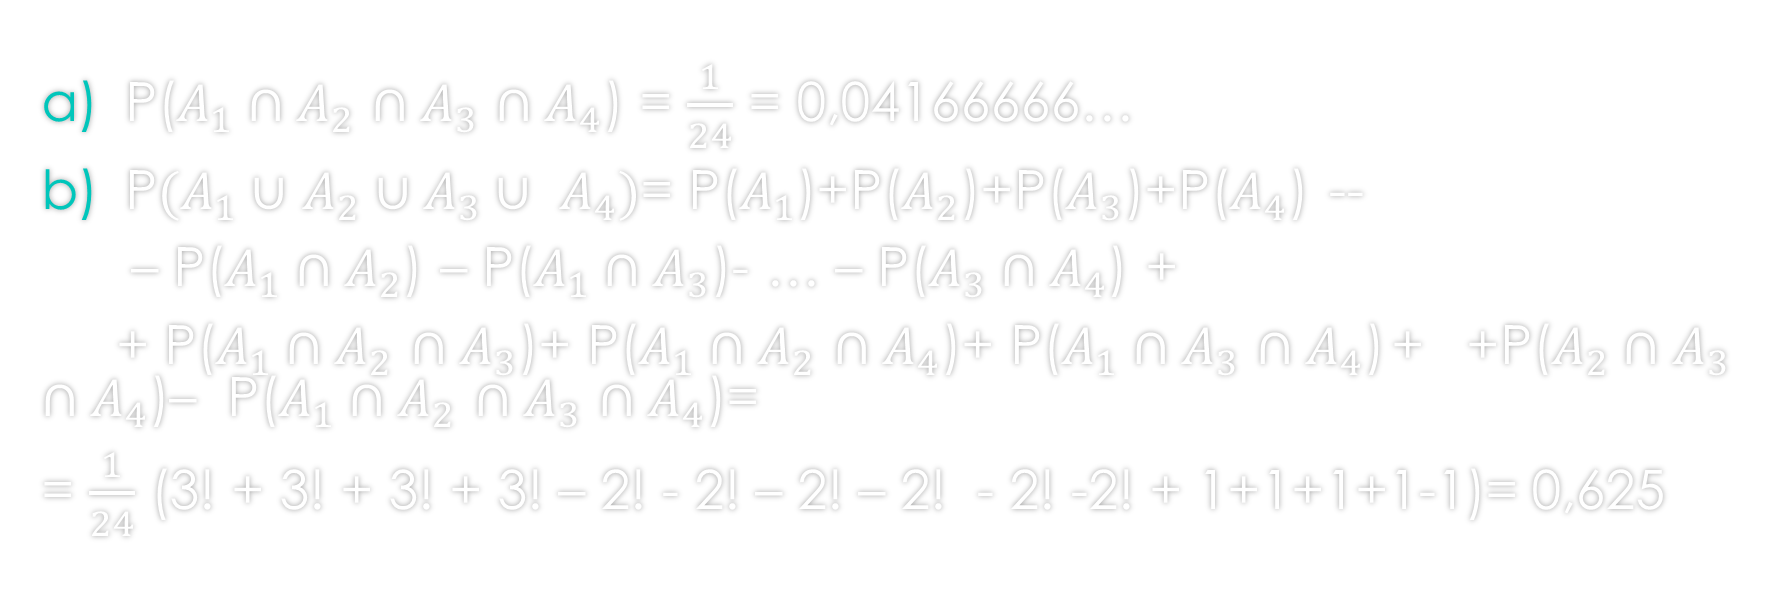 a) P(A₁ ∩ A₂ ∩ A₃ ∩ A₄) = 1/24 = 0,04166666...
b) P(A₁ ∪ A₂ ∪ A₃ ∪ A₄)= P(A₁)+P(A₂)+P(A₃)+P(A₄) --
– P(A₁ ∩ A₂) – P(A₁ ∩ A₃)- ... – P(A₃ ∩ A₄) +
+ P(A₁ ∩ A₂ ∩ A₃)+ P(A₁ ∩ A₂ ∩ A₄)+ P(A₁ ∩ A₃ ∩ A₄) + +P(A₂ ∩ A₃
∩ A₄)– P(A₁ ∩ A₂ ∩ A₃ ∩ A₄)=
= 1/24 (3! + 3! + 3! + 3! – 2! - 2! – 2! – 2! - 2! -2! + 1+1+1+1-1)= 0,625